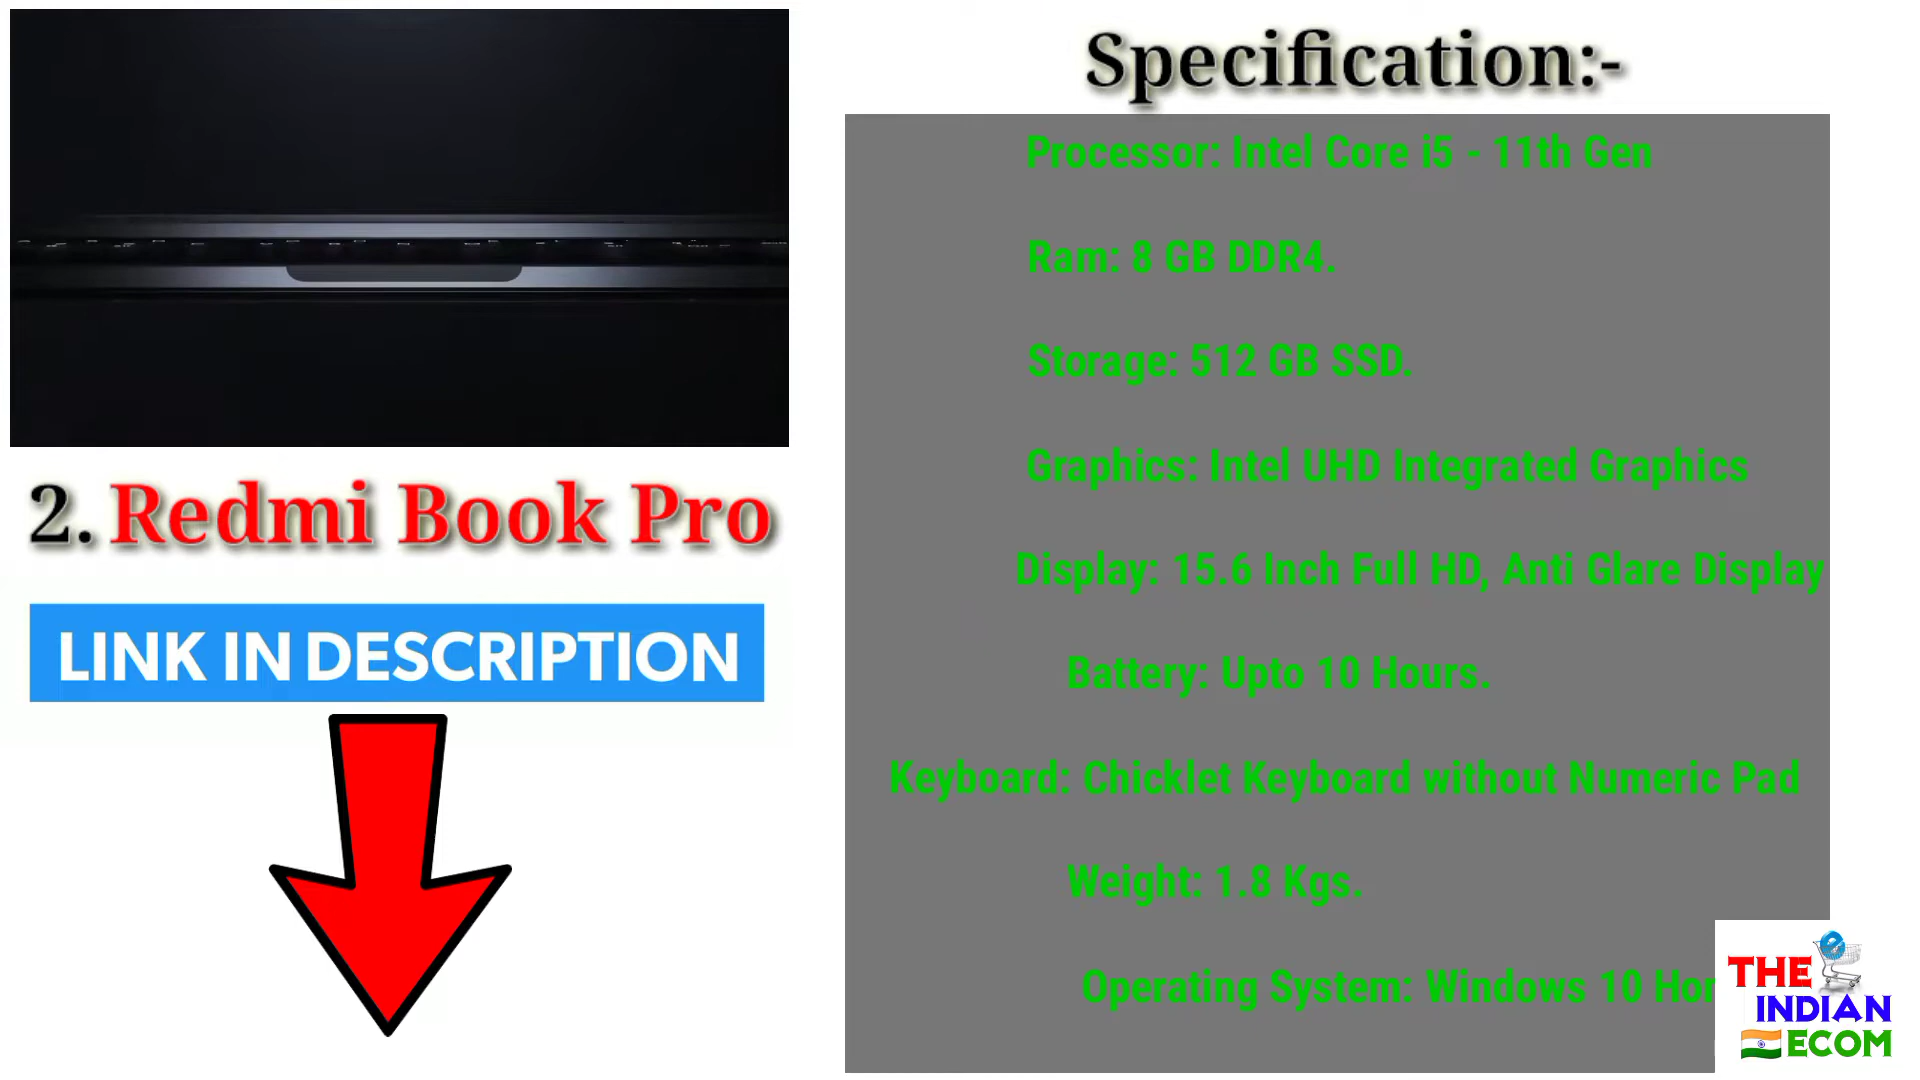 Specification:-
Processor: Intel Core i5 - 11th Gen
Ram: 8 GB DDR4.
Storage: 512 GB SSD.
Graphics: Intel UHD Integrated Graphics
Display: 15.6 Inch Full HD, Anti Glare Display
Battery: Upto 10 Hours.
Keyboard: Chicklet Keyboard without Numeric Pad
Weight: 1.8 Kgs.
Operating System: Windows 10
2. Redmi Book Pro
LINK IN DESCRIPTION
e
THE
INDIAN
ECOM